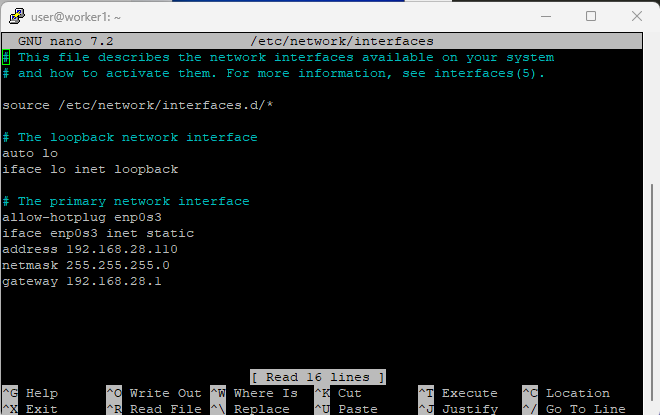 user@worker1: ~
GNU nano 7.2 /etc/network/interfaces
# This file describes the network interfaces available on your system
# and how to activate them. For more information, see interfaces(5).
source /etc/network/interfaces.d/*
# The loopback network interface
auto lo
iface lo inet loopback
# The primary network interface
allow-hotplug enp0s3
iface enp0s3 inet static
address 192.168.28.110
netmask 255.255.255.0
gateway 192.168.28.1
[ Read 16 lines ]
^G Help ^O Write Out ^W Where Is ^K Cut ^T Execute ^C Location
^X Exit ^R Read File ^\ Replace ^U Paste ^J Justify ^/ Go To Line